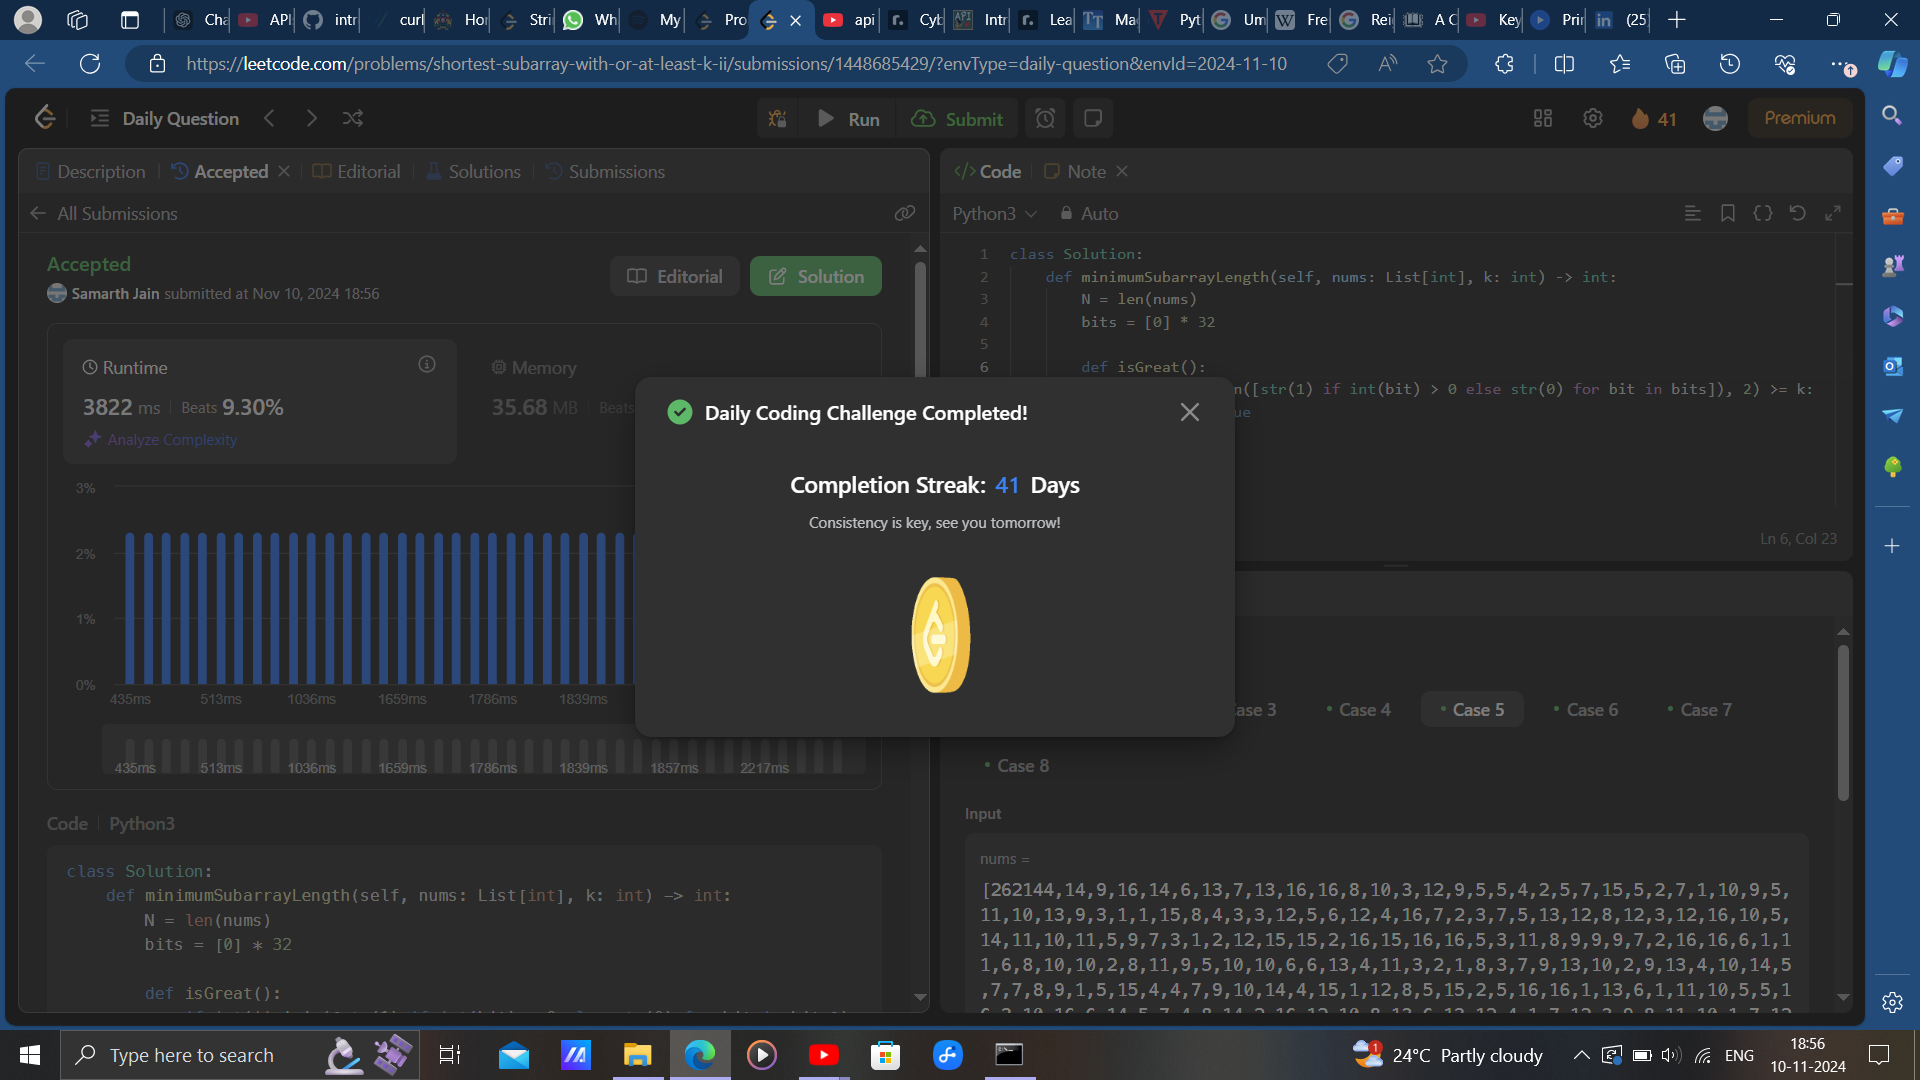 Cha
API
intr
curl
Hor
Stri
Wh
My
Pro
api
Cyb
Intr
Lea
Ma
Pyt
Um
Fre
Rei
A C
Key
Prir
(25
https://leetcode.com/problems/shortest-subarray-with-or-at-least-k-ii/submissions/1448685429/?envType=daily-question&envId=2024-11-10
Daily Question
Run
Submit
41
Premium
Description
Accepted
Editorial
Solutions
Submissions
All Submissions
Accepted
Samarth Jain submitted at Nov 10, 2024 18:56
Editorial
Solution
Runtime
3822 ms
Beats 9.30%
Analyze Complexity
Memory
35.68 MB
Beats
3%
2%
1%
0%
435ms 513ms 1036ms 1659ms 1786ms 1839ms
435ms 513ms 1036ms 1659ms 1786ms 1839ms 1857ms 2217ms
Code
Python3
class Solution:
def minimumSubarrayLength(self, nums: List[int], k: int) -> int:
N = len(nums)
bits = [0] * 32
def isGreat():
Daily Coding Challenge Completed!
Completion Streak: 41 Days
Consistency is key, see you tomorrow!
</> Code
Note
Python3
Auto
1 class Solution:
2 def minimumSubarrayLength(self, nums: List[int], k: int) -> int:
3 N = len(nums)
4 bits = [0] * 32
5
6 def isGreat():
n([str(1) if int(bit) > 0 else str(0) for bit in bits]), 2) >= k:
ue
Ln 6, Col 23
ase 3
Case 4
Case 5
Case 6
Case 7
Case 8
Input
nums =
[262144,14,9,16,14,6,13,7,13,16,16,8,10,3,12,9,5,5,4,2,5,7,15,5,2,7,1,10,9,5,
11,10,13,9,3,1,1,15,8,4,3,3,12,5,6,12,4,16,7,2,3,7,5,13,12,8,12,3,12,16,10,5,
14,11,10,11,5,9,7,3,1,2,12,15,15,2,16,15,16,16,5,3,11,8,9,9,9,7,2,16,16,6,1,1
1,6,8,10,10,2,8,11,9,5,10,10,6,6,13,4,11,3,2,1,8,3,7,9,13,10,2,9,13,4,10,14,5
,7,7,8,9,1,5,15,4,4,7,9,10,14,4,15,1,12,8,5,15,2,5,16,16,1,13,6,1,11,10,5,5,1
Type here to search
1
24°C Partly cloudy
ENG
18:56
10-11-2024